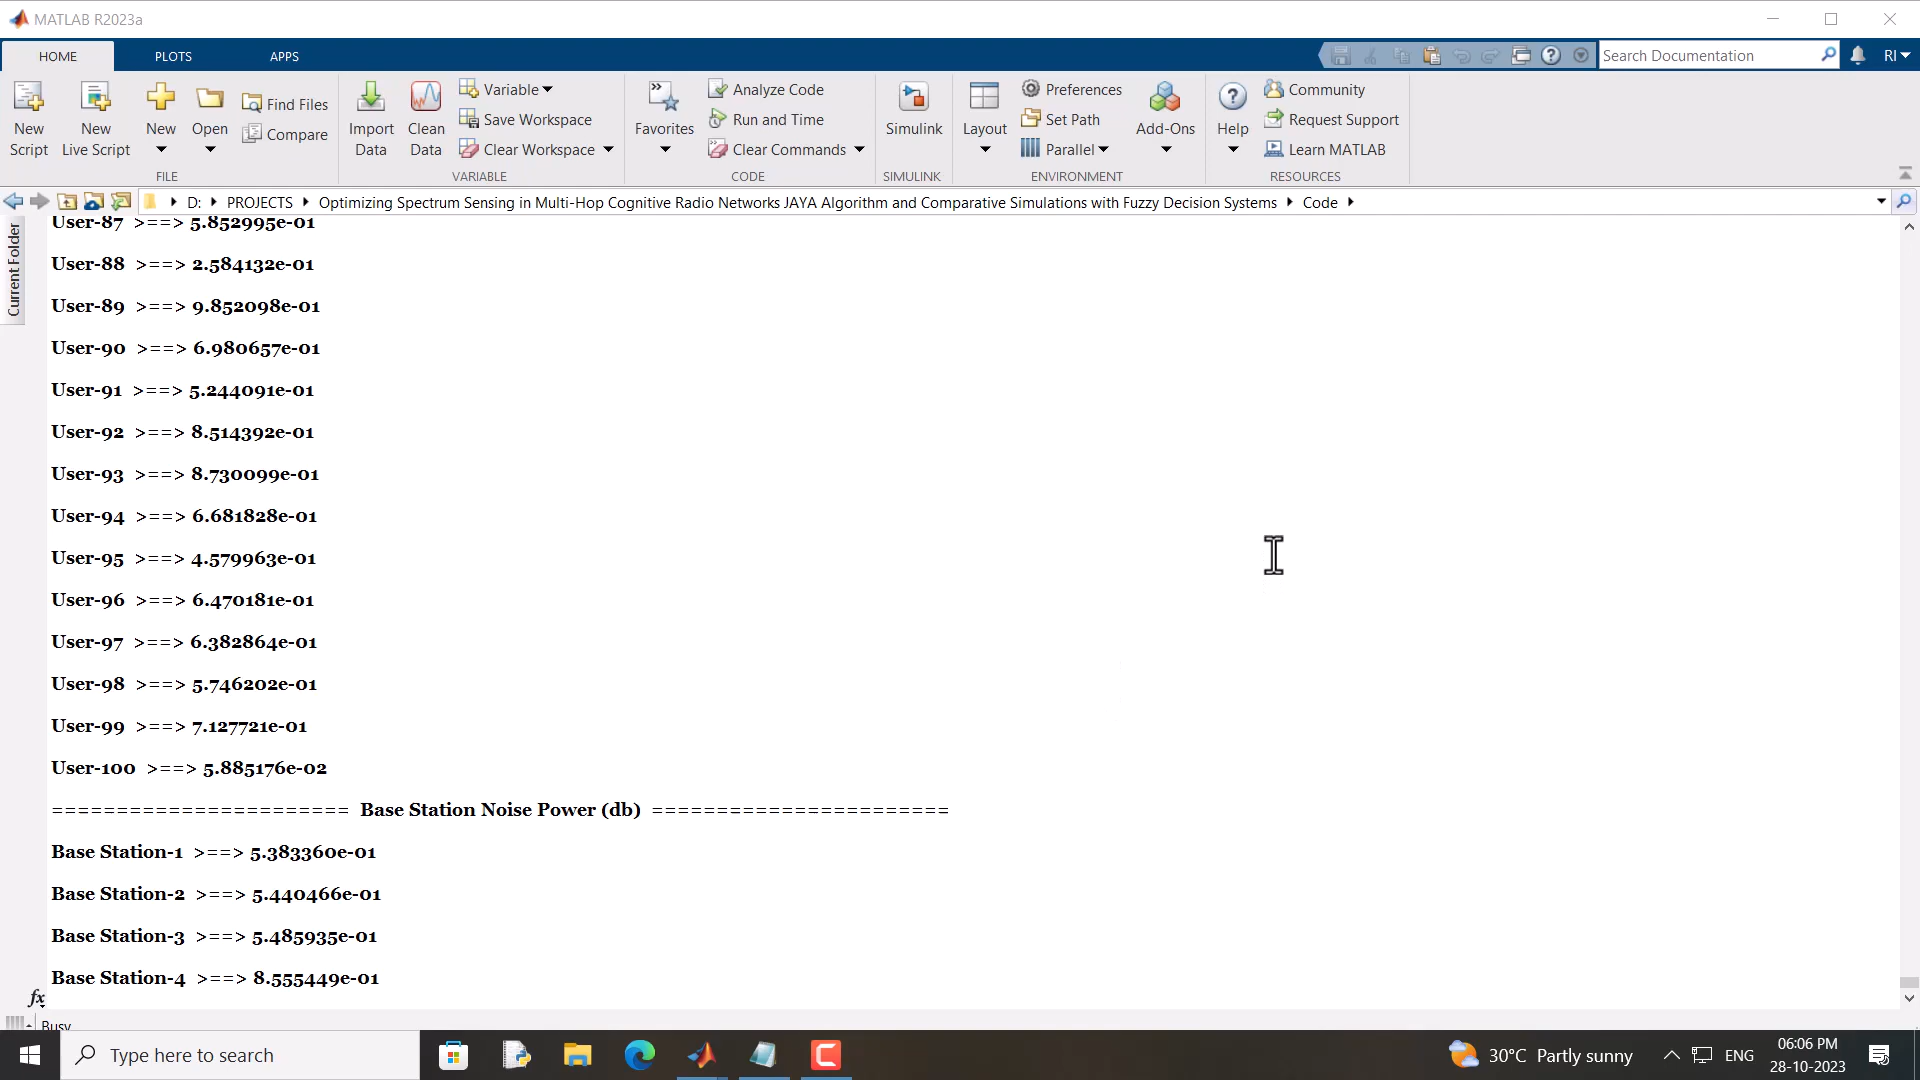 MATLAB R2023a
HOME PLOTS APPS
Search Documentation RI
New Script
New Live Script
New
Open
Find Files
Compare
FILE
Import Data
Clean Data
Variable
Save Workspace
Clear Workspace
VARIABLE
Favorites
Analyze Code
Run and Time
Clear Commands
CODE
Simulink
SIMULINK
Layout
Preferences
Set Path
Parallel
Add-Ons
ENVIRONMENT
Help
Community
Request Support
Learn MATLAB
RESOURCES
D: PROJECTS Optimizing Spectrum Sensing in Multi-Hop Cognitive Radio Networks JAYA Algorithm and Comparative Simulations with Fuzzy Decision Systems Code
Current Folder
User-87 >==> 5.852995e-01
User-88 >==> 2.584132e-01
User-89 >==> 9.852098e-01
User-90 >==> 6.980657e-01
User-91 >==> 5.244091e-01
User-92 >==> 8.514392e-01
User-93 >==> 8.730099e-01
User-94 >==> 6.681828e-01
User-95 >==> 4.579963e-01
User-96 >==> 6.470181e-01
User-97 >==> 6.382864e-01
User-98 >==> 5.746202e-01
User-99 >==> 7.127721e-01
User-100 >==> 5.885176e-02
======================= Base Station Noise Power (db) =======================
Base Station-1 >==> 5.383360e-01
Base Station-2 >==> 5.440466e-01
Base Station-3 >==> 5.485935e-01
Base Station-4 >==> 8.555449e-01
fx
Busy
Type here to search
30°C Partly sunny
ENG
06:06 PM
28-10-2023